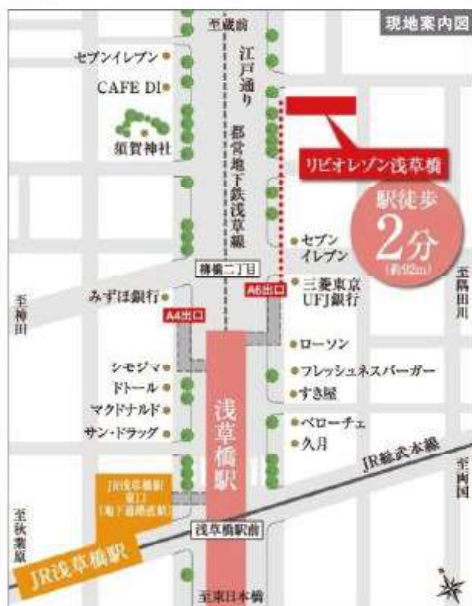 現地案内図
至蔵前
江戸通り
都営地下鉄浅草線
セブンイレブン
CAFE DI
須賀神社
リビオレゾン浅草橋
駅徒歩
2分
(約92m)
セブン
イレブン
柳橋二丁目
A6出口
三菱東京
UFJ銀行
至隅田川
みずほ銀行
A4出口
至神田
ローソン
フレッシュネスバーガー
すき屋
シモジマ
ドトール
マクドナルド
サン・ドラッグ
浅草橋駅
ベローチェ
久月
JR総武本線
至両国
JR浅草橋駅
東口
(地下通路直結)
浅草橋駅前
至秋葉原
JR浅草橋駅
至東日本橋